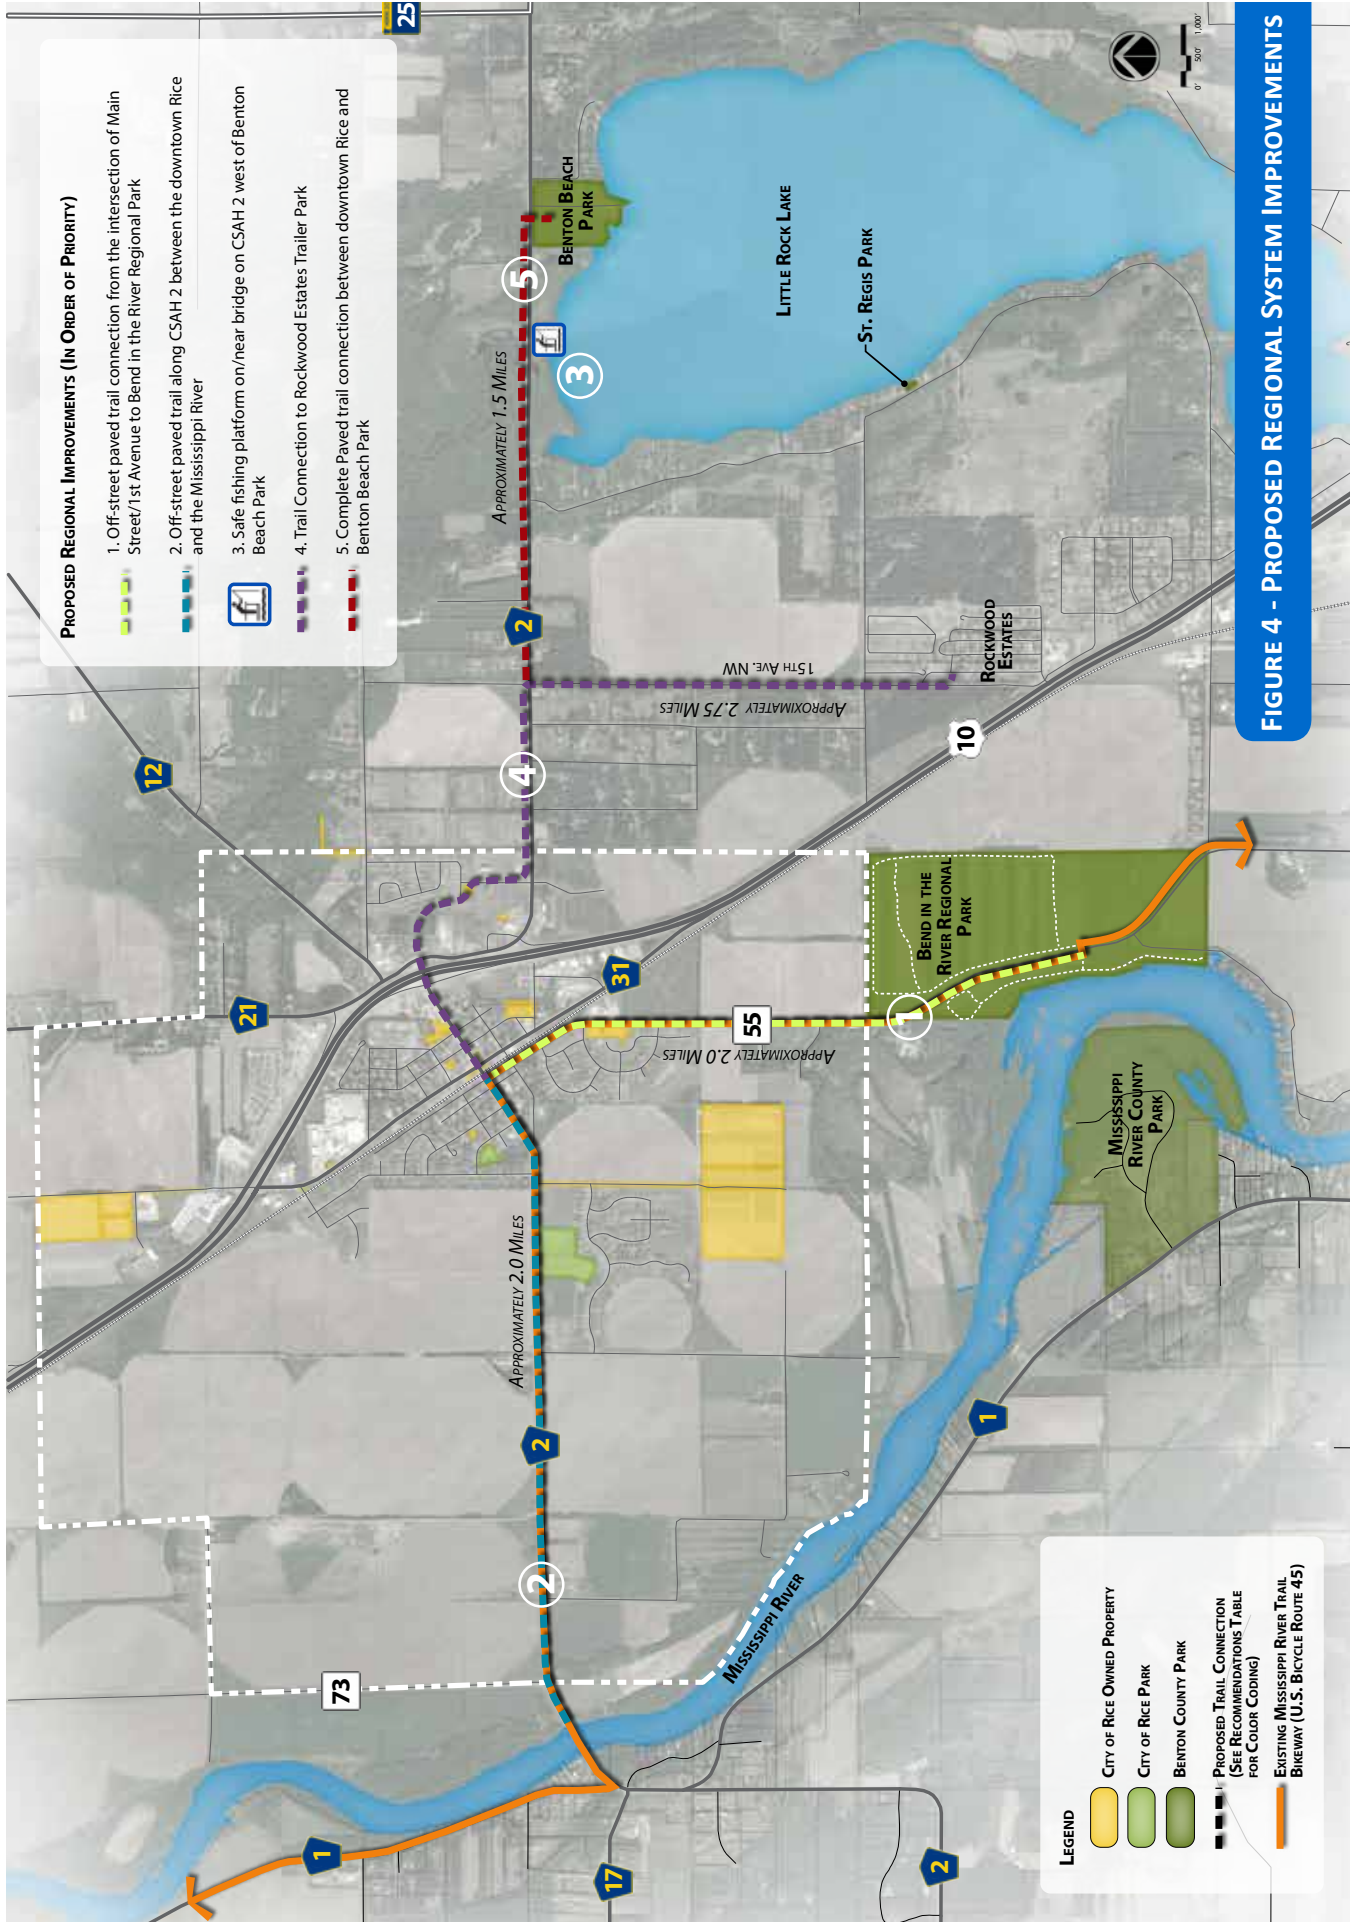 PROPOSED REGIONAL IMPROVEMENTS (IN ORDER OF PRIORITY)
1. Off-street paved trail connection from the intersection of Main
Street/1st Avenue to Bend in the River Regional Park
2. Off-street paved trail along CSAH 2 between the downtown Rice
and the Mississippi River
3. Safe fishing platform on/near bridge on CSAH 2 west of Benton
Beach Park
4. Trail Connection to Rockwood Estates Trailer Park
5. Complete Paved trail connection between downtown Rice and
Benton Beach Park
25
12
21
73
1
17
2
2
APPROXIMATELY 2.0 MILES
2
31
4
2
APPROXIMATELY 1.5 MILES
5
3
BENTON BEACH
PARK
LITTLE ROCK LAKE
ST. REGIS PARK
15TH AVE. NW
APPROXIMATELY 2.75 MILES
ROCKWOOD
ESTATES
10
55
APPROXIMATELY 2.0 MILES
1
BEND IN THE
RIVER REGIONAL
PARK
MISSISSIPPI
RIVER COUNTY
PARK
MISSISSIPPI RIVER
1
2
LEGEND
CITY OF RICE OWNED PROPERTY
CITY OF RICE PARK
BENTON COUNTY PARK
PROPOSED TRAIL CONNECTION
(SEE RECOMMENDATIONS TABLE
FOR COLOR CODING)
EXISTING MISSISSIPPI RIVER TRAIL
BIKEWAY (U.S. BICYCLE ROUTE 45)
0' 500' 1,000'
FIGURE 4 - PROPOSED REGIONAL SYSTEM IMPROVEMENTS